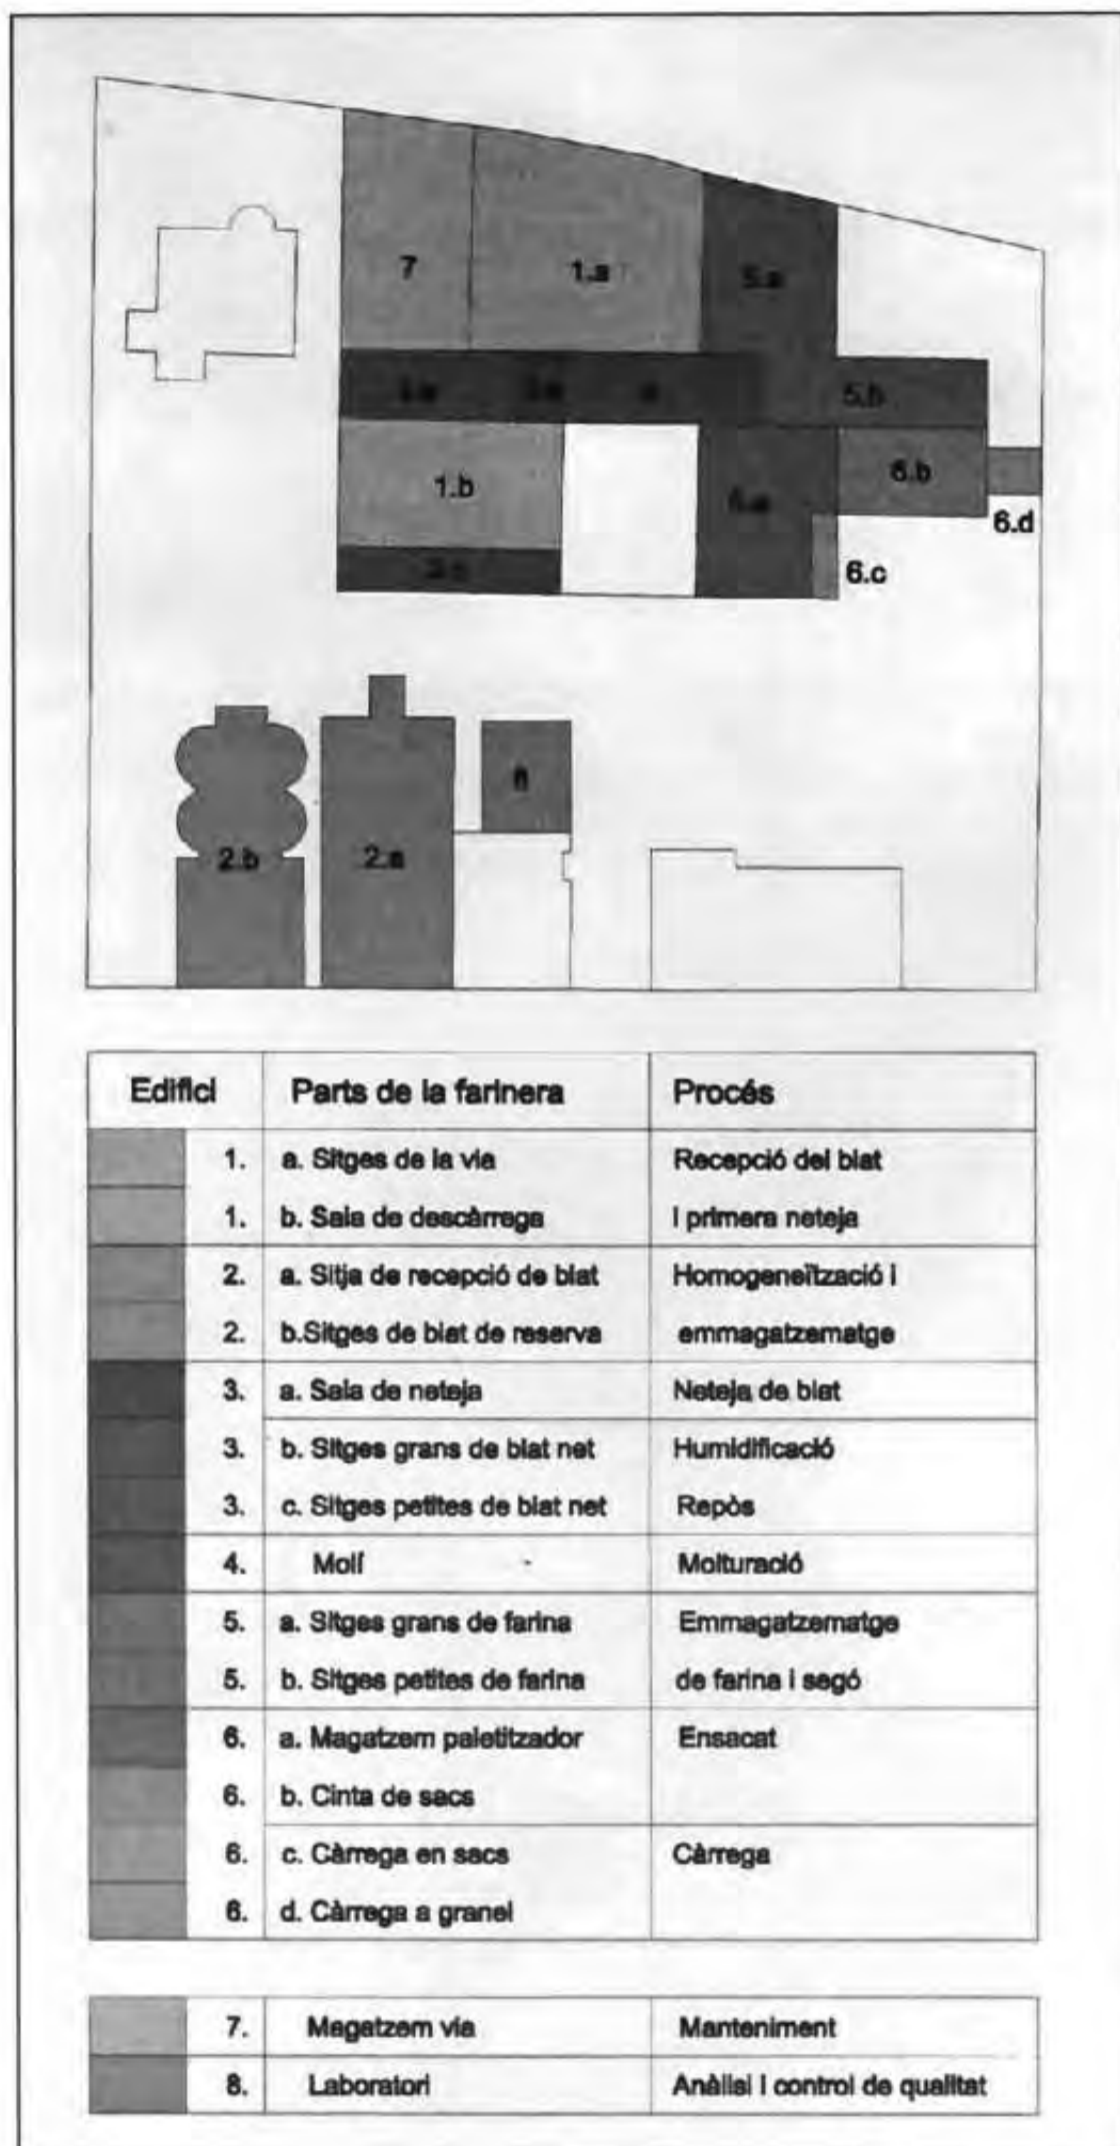 7
1.a
5.a
5.b
1.b
6.b
6.a
6.d
6.c
8
2.b
2.a
Edifici Parts de la farinera Procés
1. a. Sitges de la via Recepció del blat
1. b. Sala de descàrrega i primera neteja
2. a. Sitja de recepció de blat Homogeneïtzació i
2. b.Sitges de blat de reserva emmagatzematge
3. a. Sala de neteja Neteja de blat
3. b. Sitges grans de blat net Humidificació
3. c. Sitges petites de blat net Repòs
4. Molí Molturació
5. a. Sitges grans de farina Emmagatzematge
5. b. Sitges petites de farina de farina i segó
6. a. Magatzem paletitzador Ensacat
6. b. Cinta de sacs
6. c. Càrrega en sacs Càrrega
6. d. Càrrega a granel
7. Magatzem via Manteniment
8. Laboratori Anàlisi i control de qualitat